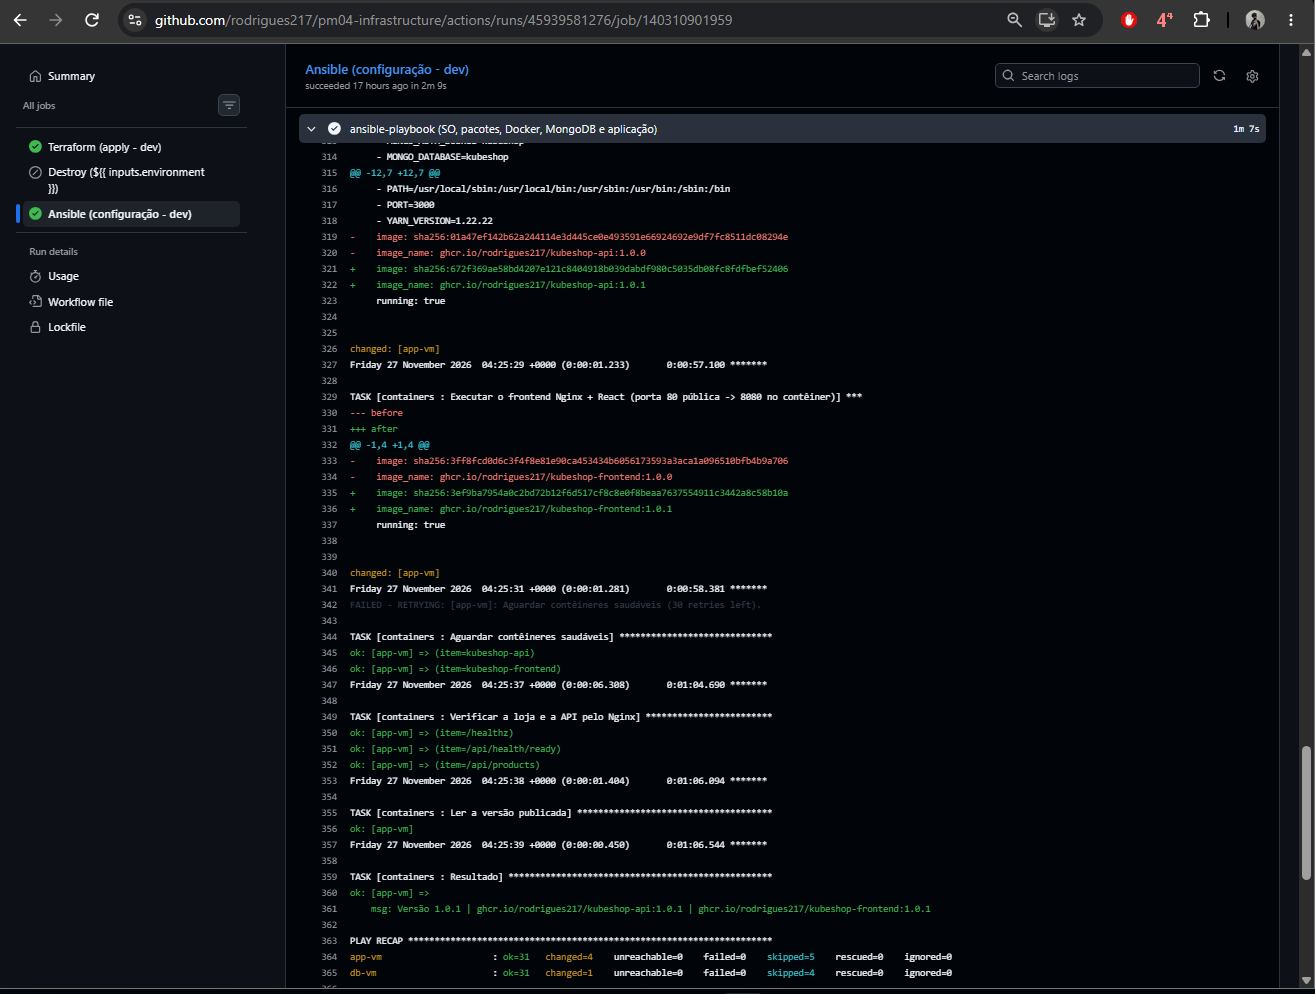 github.com/rodrigues217/pm04-infrastructure/actions/runs/45939581276/job/140310901959
Summary
All jobs
Terraform (apply - dev)
Destroy (${{ inputs.environment
}})
Ansible (configuração - dev)
Run details
Usage
Workflow file
Lockfile
Ansible (configuração - dev)
succeeded 17 hours ago in 2m 9s
Search logs
ansible-playbook (SO, pacotes, Docker, MongoDB e aplicação) 1m 7s
314 - MONGO_DATABASE=kubeshop
315 @@ -12,7 +12,7 @@
316 - PATH=/usr/local/sbin:/usr/local/bin:/usr/sbin:/usr/bin:/sbin:/bin
317 - PORT=3000
318 - YARN_VERSION=1.22.22
319 - image: sha256:01a47ef142b62a244114e3d445ce0e493591e66924692e9df7fc8511dc08294e
320 - image_name: ghcr.io/rodrigues217/kubeshop-api:1.0.0
321 + image: sha256:672f369ae58bd4207e121c8404918b039dabdf980c5035db08fc8fdfbef52406
322 + image_name: ghcr.io/rodrigues217/kubeshop-api:1.0.1
323 running: true
324
325
326 changed: [app-vm]
327 Friday 27 November 2026 04:25:29 +0000 (0:00:01.233) 0:00:57.100 *******
328
329 TASK [containers : Executar o frontend Nginx + React (porta 80 pública -> 8080 no contêiner)] ***
330 --- before
331 +++ after
332 @@ -1,4 +1,4 @@
333 - image: sha256:3ff8fcd0d6c3f4f8e81e90ca453434b6056173593a3aca1a096510bfb4b9a706
334 - image_name: ghcr.io/rodrigues217/kubeshop-frontend:1.0.0
335 + image: sha256:3ef9ba7954a0c2bd72b12f6d517cf8c8e0f8beaa7637554911c3442a8c58b10a
336 + image_name: ghcr.io/rodrigues217/kubeshop-frontend:1.0.1
337 running: true
338
339
340 changed: [app-vm]
341 Friday 27 November 2026 04:25:31 +0000 (0:00:01.281) 0:00:58.381 *******
342 FAILED - RETRYING: [app-vm]: Aguardar contêineres saudáveis (30 retries left).
343
344 TASK [containers : Aguardar contêineres saudáveis] *****************************
345 ok: [app-vm] => (item=kubeshop-api)
346 ok: [app-vm] => (item=kubeshop-frontend)
347 Friday 27 November 2026 04:25:37 +0000 (0:00:06.308) 0:01:04.690 *******
348
349 TASK [containers : Verificar a loja e a API pelo Nginx] ************************
350 ok: [app-vm] => (item=/healthz)
351 ok: [app-vm] => (item=/api/health/ready)
352 ok: [app-vm] => (item=/api/products)
353 Friday 27 November 2026 04:25:38 +0000 (0:00:01.404) 0:01:06.094 *******
354
355 TASK [containers : Ler a versão publicada] *************************************
356 ok: [app-vm]
357 Friday 27 November 2026 04:25:39 +0000 (0:00:00.450) 0:01:06.544 *******
358
359 TASK [containers : Resultado] **************************************************
360 ok: [app-vm] =>
361 msg: Versão 1.0.1 | ghcr.io/rodrigues217/kubeshop-api:1.0.1 | ghcr.io/rodrigues217/kubeshop-frontend:1.0.1
362
363 PLAY RECAP *********************************************************************
364 app-vm : ok=31 changed=4 unreachable=0 failed=0 skipped=5 rescued=0 ignored=0
365 db-vm : ok=31 changed=1 unreachable=0 failed=0 skipped=4 rescued=0 ignored=0